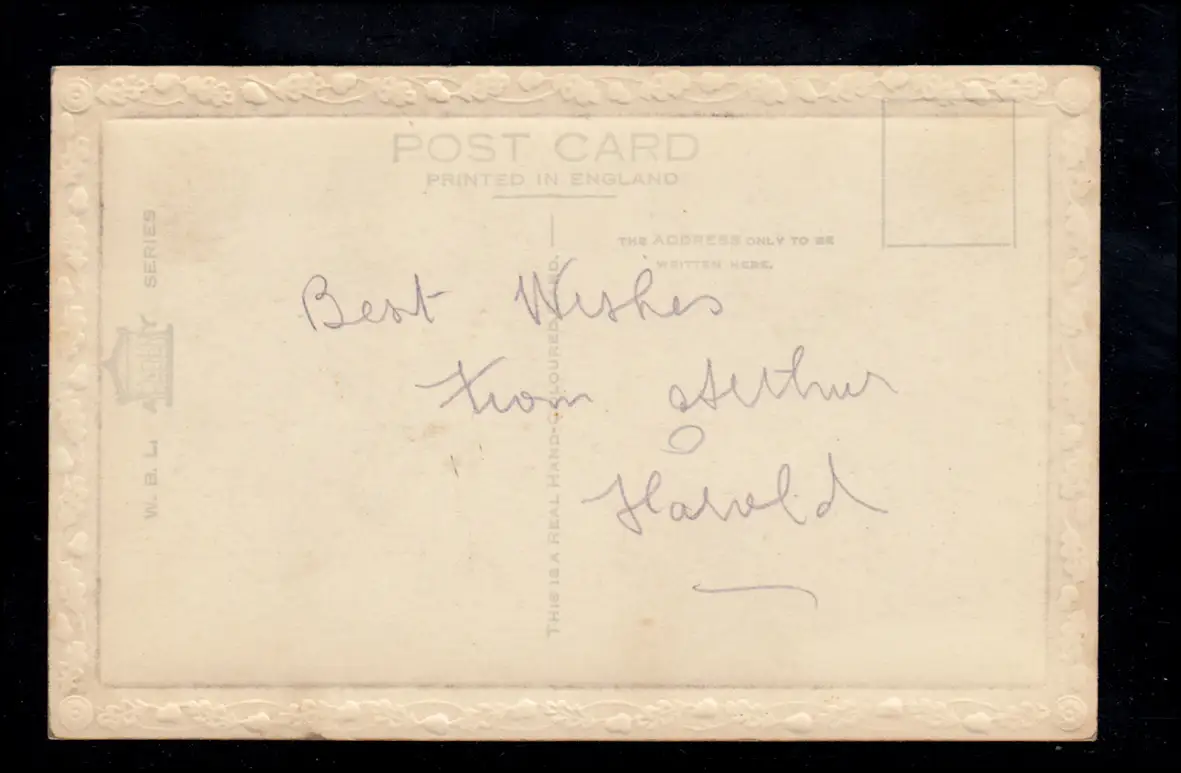 POST CARD
PRINTED IN ENGLAND
THE ADDRESS ONLY TO BE
WRITTEN HERE.
W. B. L. SERIES
THIS IS A REAL HAND-COLOURED
Best Wishes
from Arthur
Harold